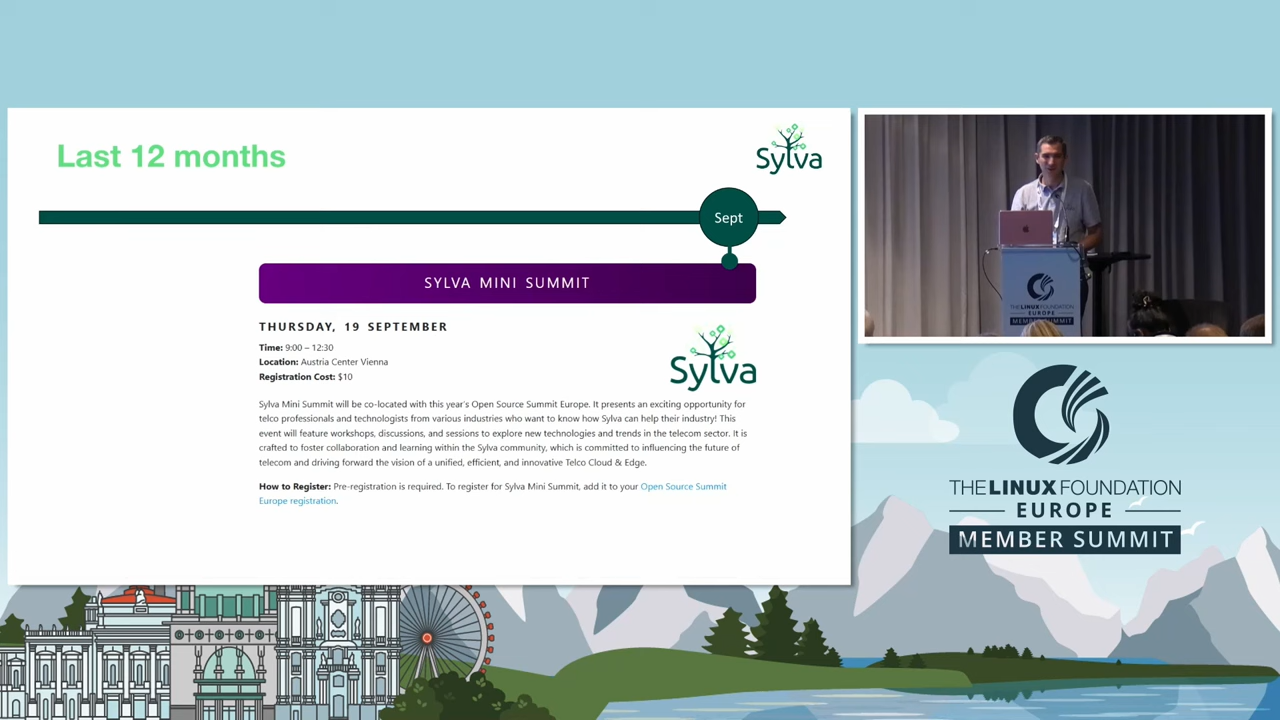 Last 12 months
Sylva
Sept
SYLVA MINI SUMMIT
THURSDAY, 19 SEPTEMBER
Time: 9:00 – 12:30
Location: Austria Center Vienna
Registration Cost: $10
Sylva
Sylva Mini Summit will be co-located with this year's Open Source Summit Europe. It presents an exciting opportunity for
telco professionals and technologists from various industries who want to know how Sylva can help their industry! This
event will feature workshops, discussions, and sessions to explore new technologies and trends in the telecom sector. It is
crafted to foster collaboration and learning within the Sylva community, which is committed to influencing the future of
telecom and driving forward the vision of a unified, efficient, and innovative Telco Cloud & Edge.
How to Register: Pre-registration is required. To register for Sylva Mini Summit, add it to your Open Source Summit
Europe registration.
THE LINUX FOUNDATION
EUROPE
MEMBER SUMMIT
THE LINUX FOUNDATION
EUROPE
MEMBER SUMMIT